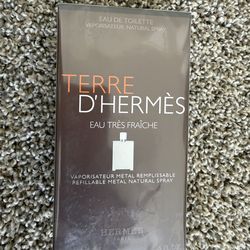 EAU DE TOILETTE
VAPORISATEUR NATURAL SPRAY
TERRE
D'HERMÈS
EAU TRÈS FRAÎCHE
VAPORISATEUR METAL REMPLISSABLE
REFILLABLE METAL NATURAL SPRAY
HERMÈS
PARIS